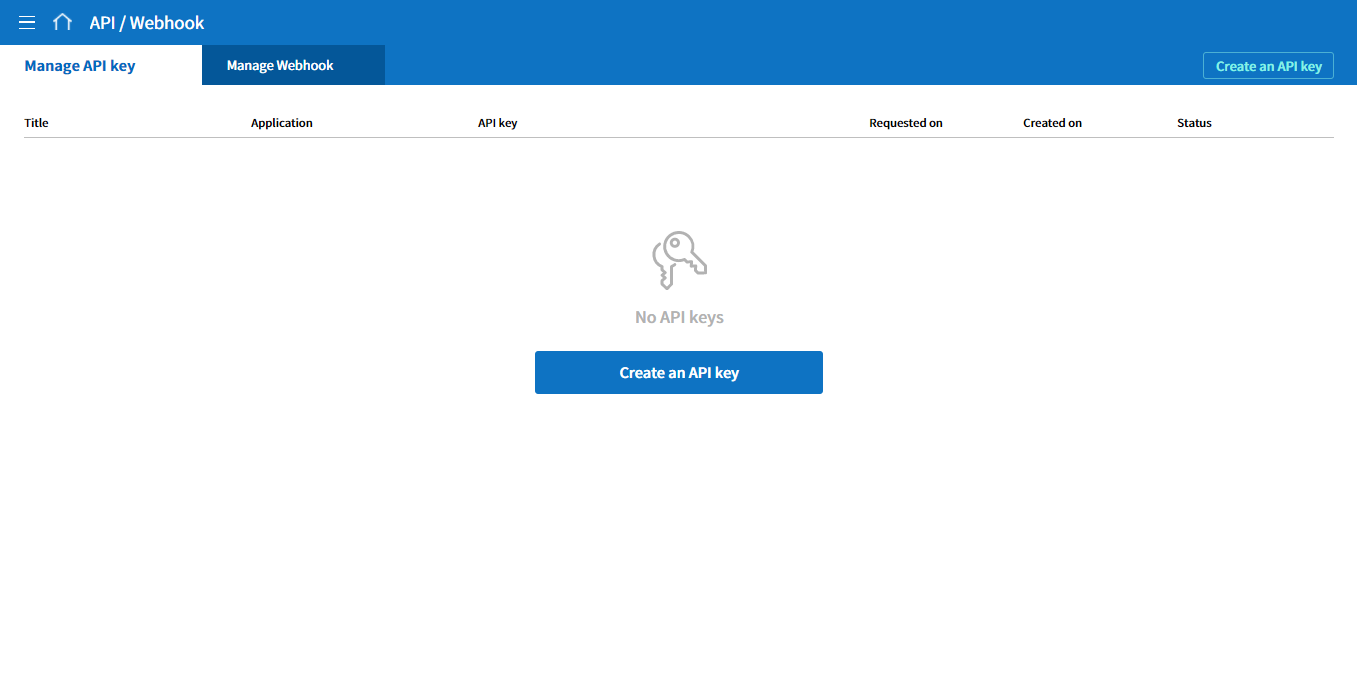 API / Webhook
Manage API key
Manage Webhook
Create an API key
Title Application API key Requested on Created on Status
No API keys
Create an API key